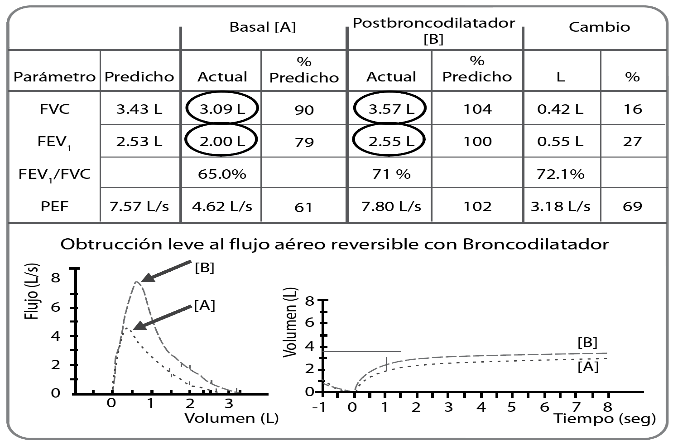 Basal [A] Postbroncodilatador [B] Cambio
Parámetro Predicho Actual % Predicho Actual % Predicho L %
FVC 3.43 L 3.09 L 90 3.57 L 104 0.42 L 16
FEV₁ 2.53 L 2.00 L 79 2.55 L 100 0.55 L 27
FEV₁/FVC 65.0% 71 % 72.1%
PEF 7.57 L/s 4.62 L/s 61 7.80 L/s 102 3.18 L/s 69
Obtrucción leve al flujo aéreo reversible con Broncodilatador
Flujo (L/s)
8
6
4
2
0
[B]
[A]
0 1 2 3
Volumen (L)
Volumen (L)
8
6
4
2
0
[B]
[A]
-1 0 1 2 3 4 5 6 7 8
Tiempo (seg)